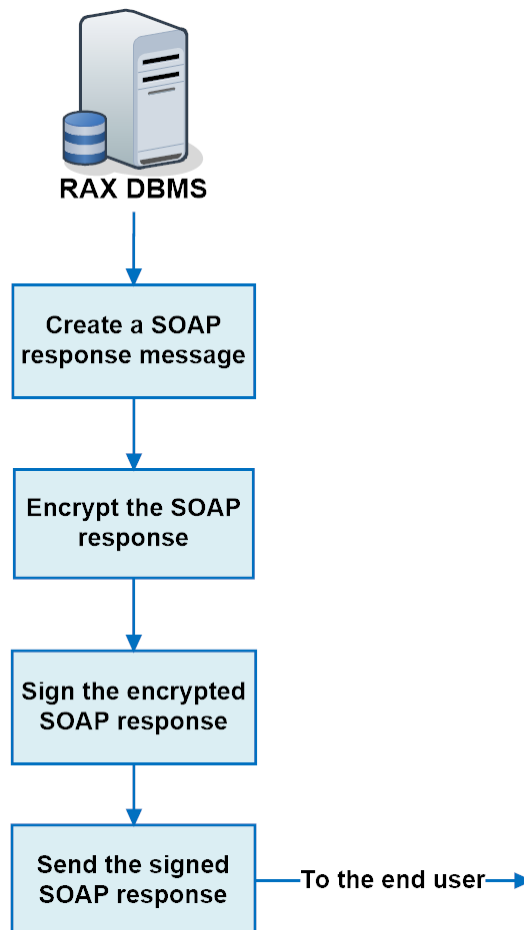 RAX DBMS
Create a SOAP
response message
Encrypt the SOAP
response
Sign the encrypted
SOAP response
Send the signed
SOAP response
To the end user